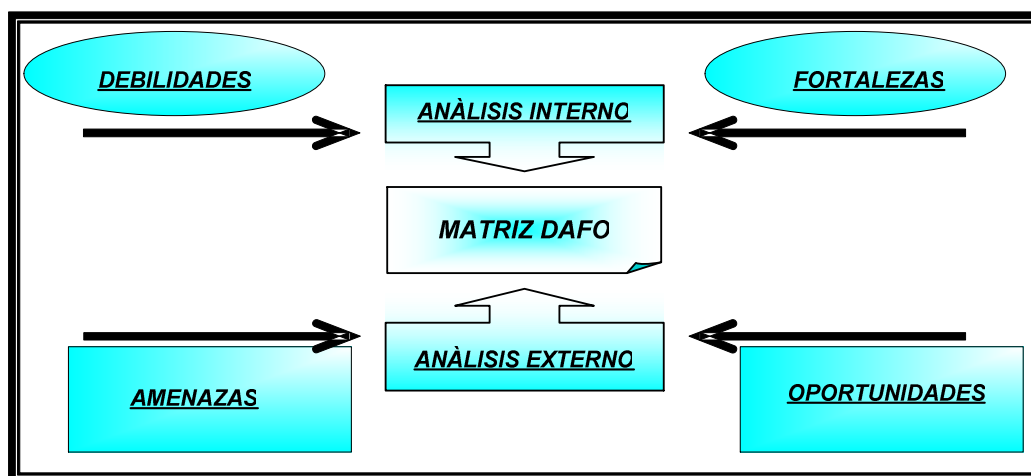 DEBILIDADES
FORTALEZAS
ANÀLISIS INTERNO
MATRIZ DAFO
ANÀLISIS EXTERNO
AMENAZAS
OPORTUNIDADES